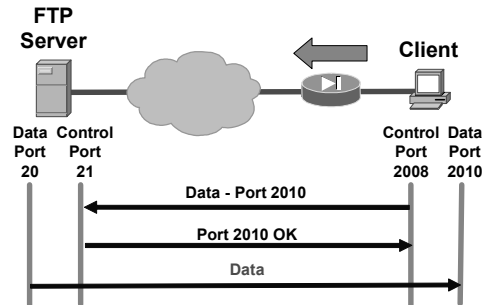 FTP
Server
Client
Data
Port
20
Control
Port
21
Control
Port
2008
Data
Port
2010
Data - Port 2010
Port 2010 OK
Data